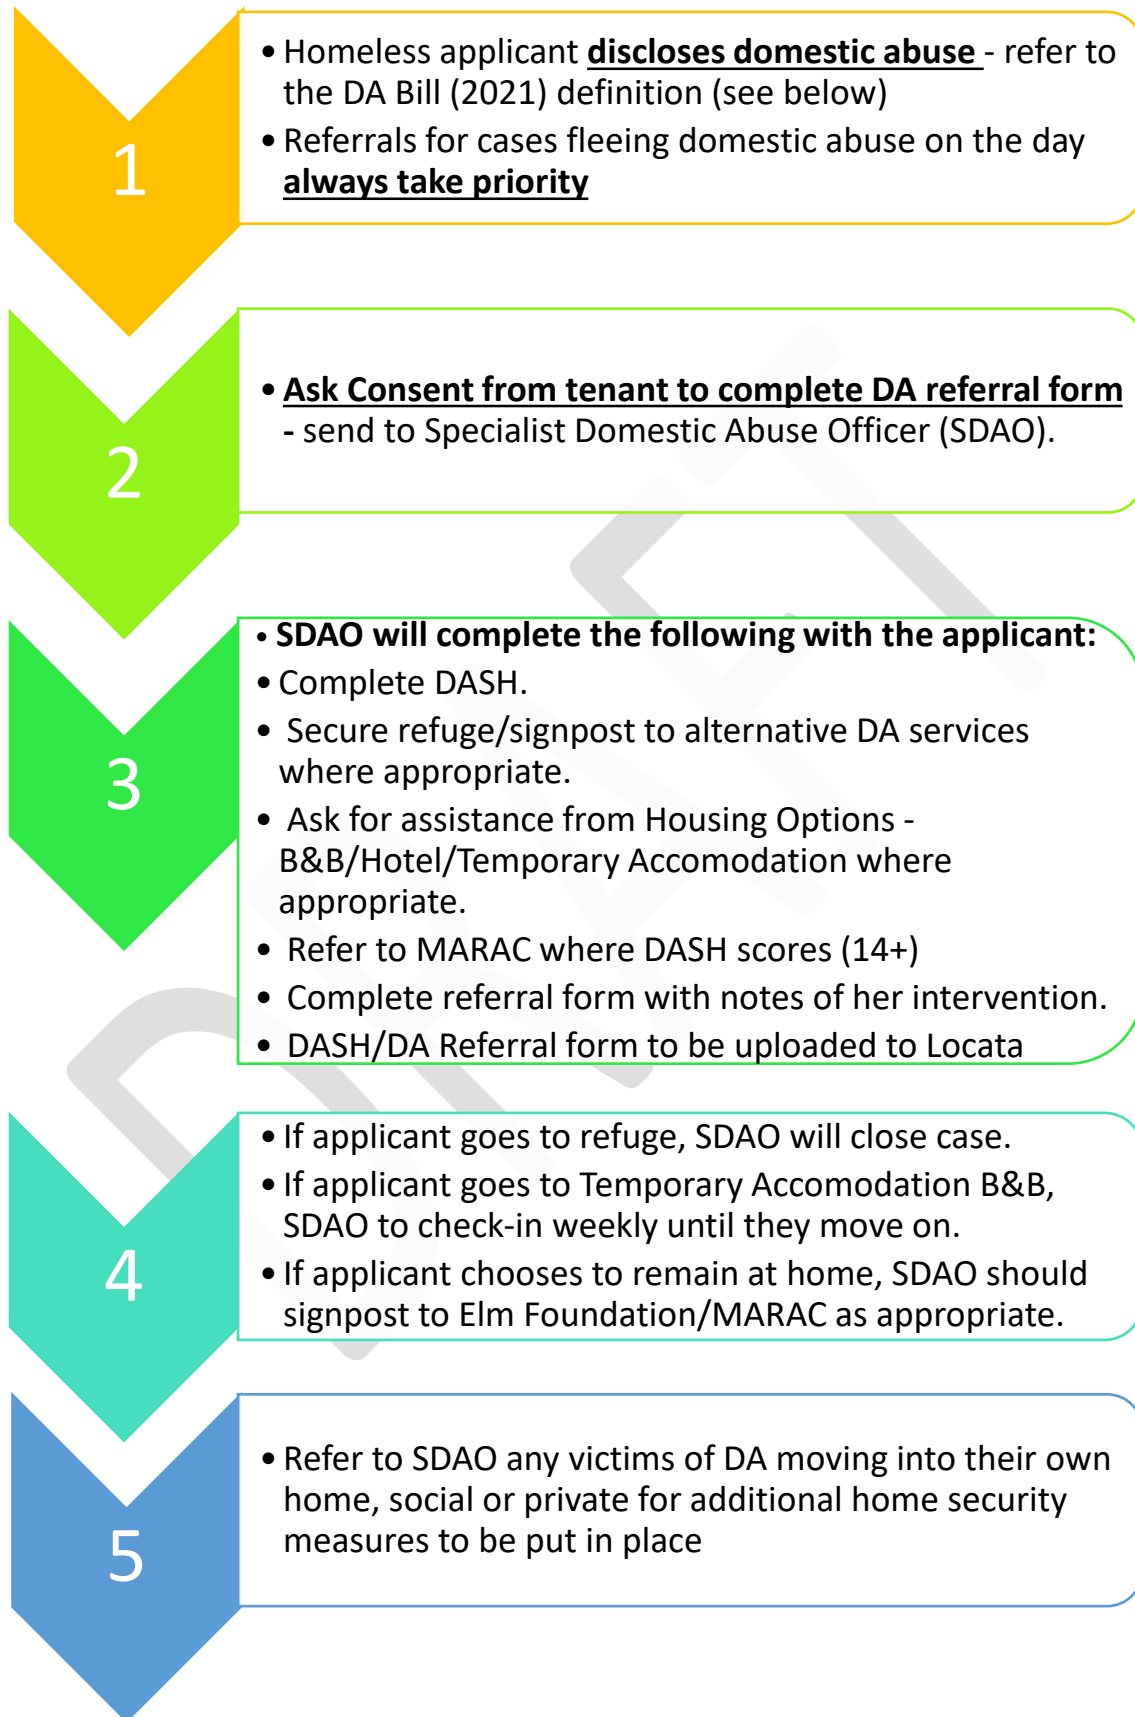 1
• Homeless applicant discloses domestic abuse - refer to
the DA Bill (2021) definition (see below)
• Referrals for cases fleeing domestic abuse on the day
always take priority
2
• Ask Consent from tenant to complete DA referral form
- send to Specialist Domestic Abuse Officer (SDAO).
3
• SDAO will complete the following with the applicant:
• Complete DASH.
• Secure refuge/signpost to alternative DA services
where appropriate.
• Ask for assistance from Housing Options -
B&B/Hotel/Temporary Accomodation where
appropriate.
• Refer to MARAC where DASH scores (14+)
• Complete referral form with notes of her intervention.
• DASH/DA Referral form to be uploaded to Locata
4
• If applicant goes to refuge, SDAO will close case.
• If applicant goes to Temporary Accomodation B&B,
SDAO to check-in weekly until they move on.
• If applicant chooses to remain at home, SDAO should
signpost to Elm Foundation/MARAC as appropriate.
5
• Refer to SDAO any victims of DA moving into their own
home, social or private for additional home security
measures to be put in place
DRAFT